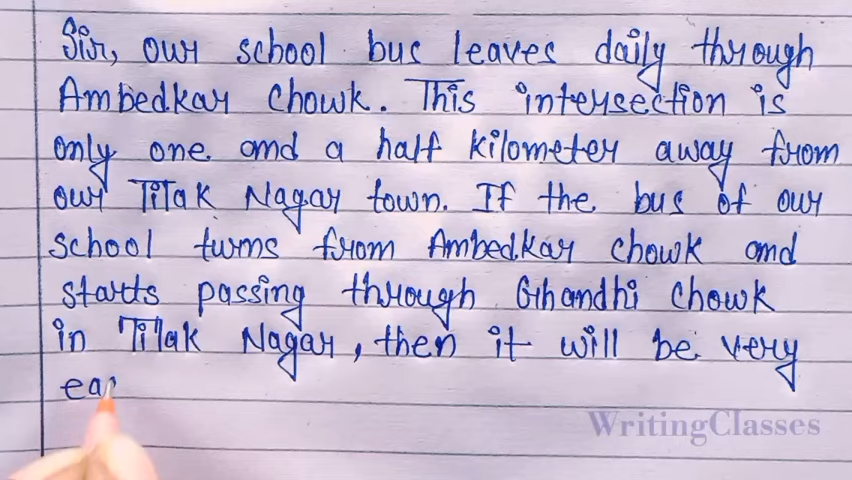 Sir, our school bus leaves daily through
Ambedkar Chowk. This intersection is
only one and a half kilometer away from
our Tilak Nagar town. If the bus of our
school turns from Ambedkar chowk and
starts passing through Ghandhi chowk
in Tilak Nagar, then it will be very
ea
WritingClasses